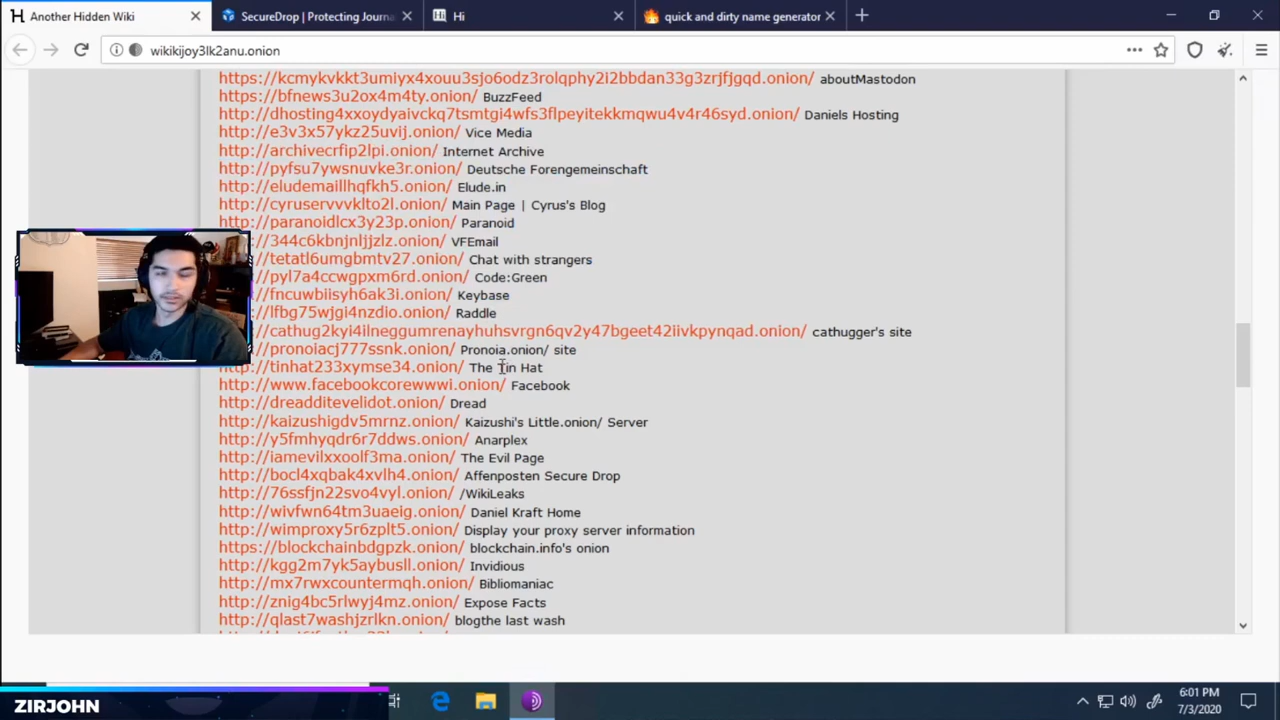 Another Hidden Wiki
SecureDrop | Protecting Journa
Hi
quick and dirty name generator
wikikijoy3lk2anu.onion
https://kcmykvkkt3umiyx4xouu3sjo6odz3rolqphy2i2bbdan33g3zrjfjgqd.onion/ aboutMastodon
https://bfnews3u2ox4m4ty.onion/ BuzzFeed
http://dhosting4xxoydyaivckq7tsmtgi4wfs3flpeyitekkmqwu4v4r46syd.onion/ Daniels Hosting
http://e3v3x57ykz25uvij.onion/ Vice Media
http://archivecrfip2lpi.onion/ Internet Archive
http://pyfsu7ywsnuvke3r.onion/ Deutsche Forengemeinschaft
http://eludemaillhqfkh5.onion/ Elude.in
http://cyruservvvklto2l.onion/ Main Page | Cyrus's Blog
http://paranoidlcx3y23p.onion/ Paranoid
//344c6kbnjnljjzlz.onion/ VFEmail
//tetatl6umgbmtv27.onion/ Chat with strangers
//pyl7a4ccwgpxm6rd.onion/ Code:Green
//fncuwbiisyh6ak3i.onion/ Keybase
//lfbg75wjgi4nzdio.onion/ Raddle
//cathug2kyi4ilneggumrenayhuhsvrgn6qv2y47bgeet42iivkpynqad.onion/ cathugger's site
//pronoiacj777ssnk.onion/ Pronoia.onion/ site
http://tinhat233xymse34.onion/ The Tin Hat
http://www.facebookcorewwwi.onion/ Facebook
http://dreadditevelidot.onion/ Dread
http://kaizushigdv5mrnz.onion/ Kaizushi's Little.onion/ Server
http://y5fmhyqdr6r7ddws.onion/ Anarplex
http://iamevilxxoolf3ma.onion/ The Evil Page
http://bocl4xqbak4xvlh4.onion/ Affenposten Secure Drop
http://76ssfjn22svo4vyl.onion/ /WikiLeaks
http://wivfwn64tm3uaeig.onion/ Daniel Kraft Home
http://wimproxy5r6zplt5.onion/ Display your proxy server information
https://blockchainbdgpzk.onion/ blockchain.info's onion
http://kgg2m7yk5aybusll.onion/ Invidious
http://mx7rwxcountermqh.onion/ Bibliomaniac
http://znig4bc5rlwyj4mz.onion/ Expose Facts
http://qlast7washjzrlkn.onion/ blogthe last wash
ZIRJOHN
6:01 PM
7/3/2020